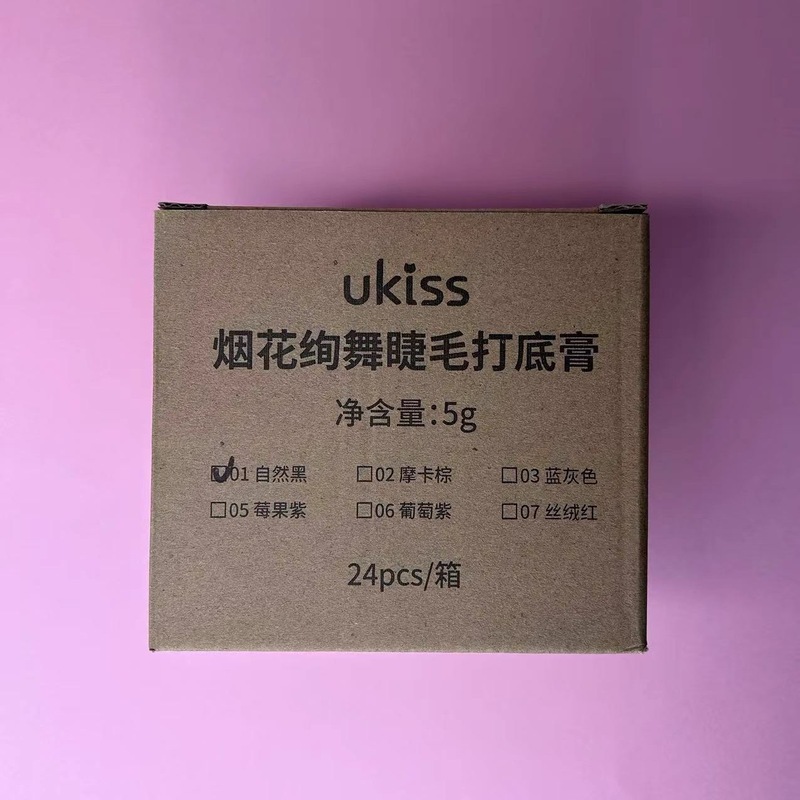 ukiss
烟花绚舞睫毛打底膏
净含量:5g
☑01 自然黑 □02 摩卡棕 □03 蓝灰色
□05 莓果紫 □06 葡萄紫 □07 丝绒红
24pcs/箱